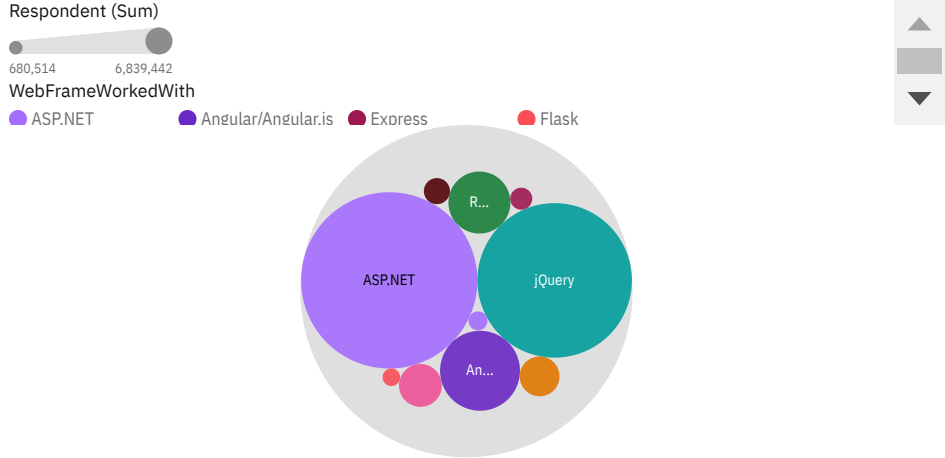 Respondent (Sum)
680,514 6,839,442
WebFrameWorkedWith
ASP.NET Angular/Angular.js Express Flask
R...
ASP.NET jQuery
An...